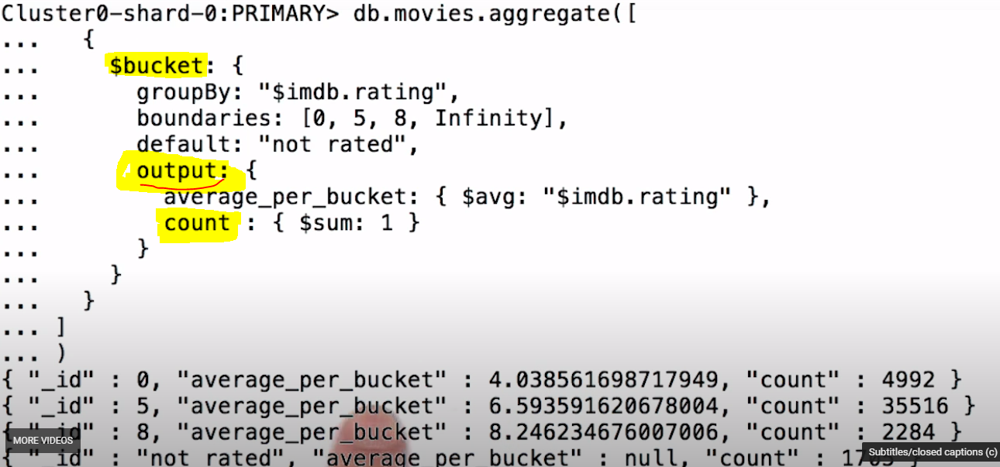 Cluster0-shard-0:PRIMARY> db.movies.aggregate([
... {
... $bucket: {
... groupBy: "$imdb.rating",
... boundaries: [0, 5, 8, Infinity],
... default: "not rated",
... output: {
... average_per_bucket: { $avg: "$imdb.rating" },
... count : { $sum: 1 }
... }
... }
... }
... ]
... )
{ "_id" : 0, "average_per_bucket" : 4.038561698717949, "count" : 4992 }
{ "_id" : 5, "average_per_bucket" : 6.593591620678004, "count" : 35516 }
{ "_id" : 8, "average_per_bucket" : 8.246234676007006, "count" : 2284 }
MORE VIDEOS
Subtitles/closed captions (c)
{ "_id" : "not rated", "average_per_bucket" : null, "count" :